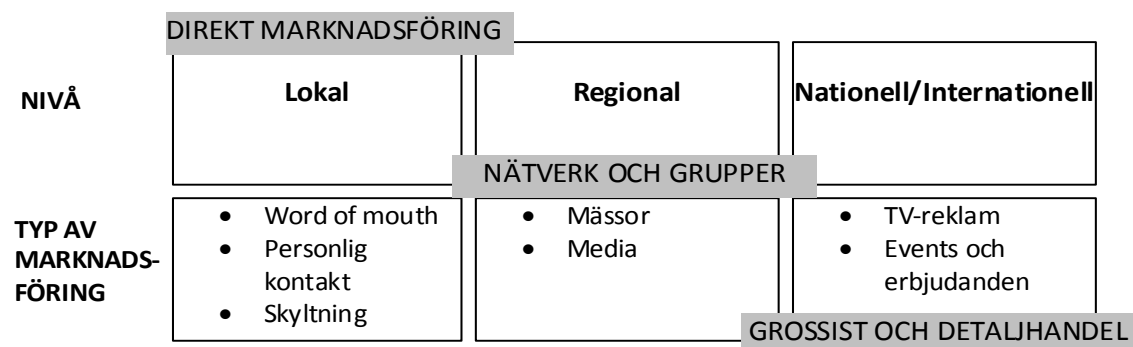 DIREKT MARKNADSFÖRING
NIVÅ
Lokal
Regional
Nationell/Internationell
NÄTVERK OCH GRUPPER
TYP AV
MARKNADS-
FÖRING
• Word of mouth
• Personlig
kontakt
• Skyltning
• Mässor
• Media
• TV-reklam
• Events och
erbjudanden
GROSSIST OCH DETALJHANDEL